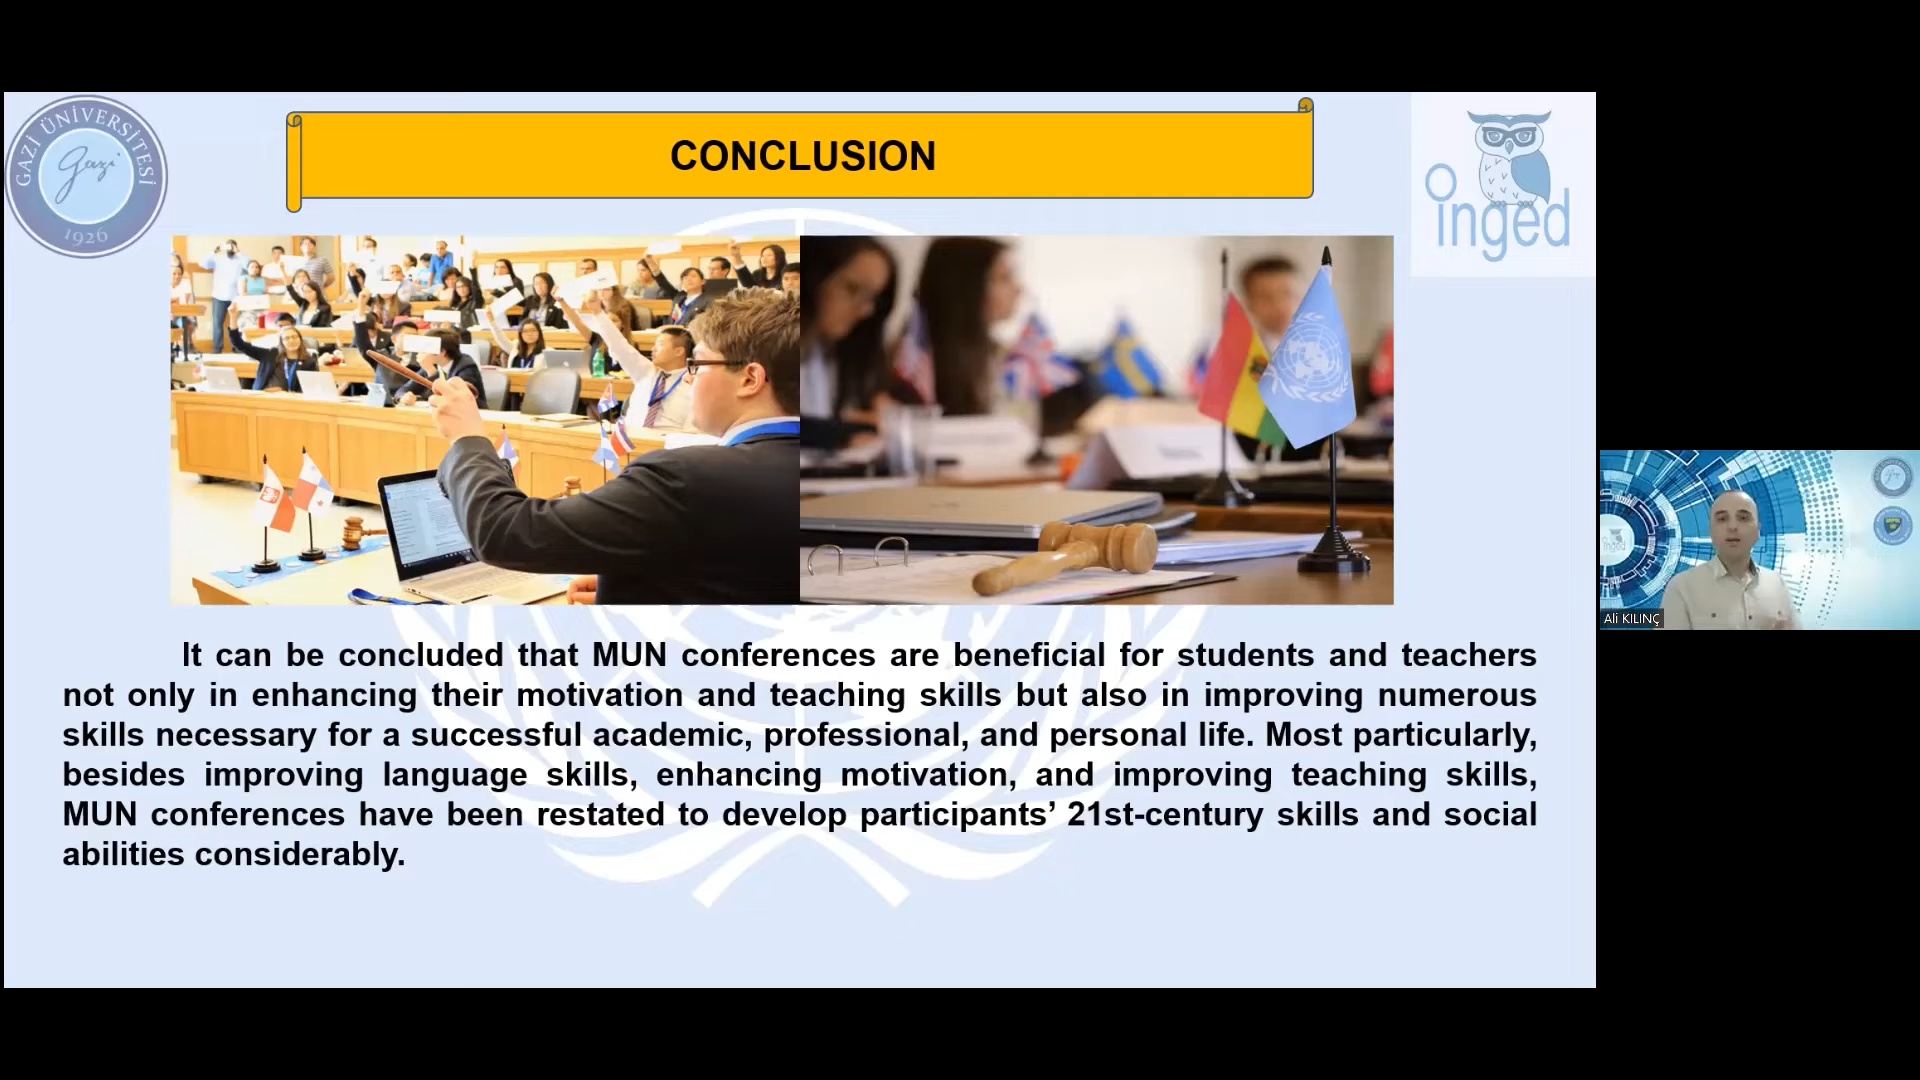 GAZİ ÜNİVERSİTESİ
Gazi
1926
CONCLUSION
inged
It can be concluded that MUN conferences are beneficial for students and teachers
not only in enhancing their motivation and teaching skills but also in improving numerous
skills necessary for a successful academic, professional, and personal life. Most particularly,
besides improving language skills, enhancing motivation, and improving teaching skills,
MUN conferences have been restated to develop participants’ 21st-century skills and social
abilities considerably.
Ali KILINÇ